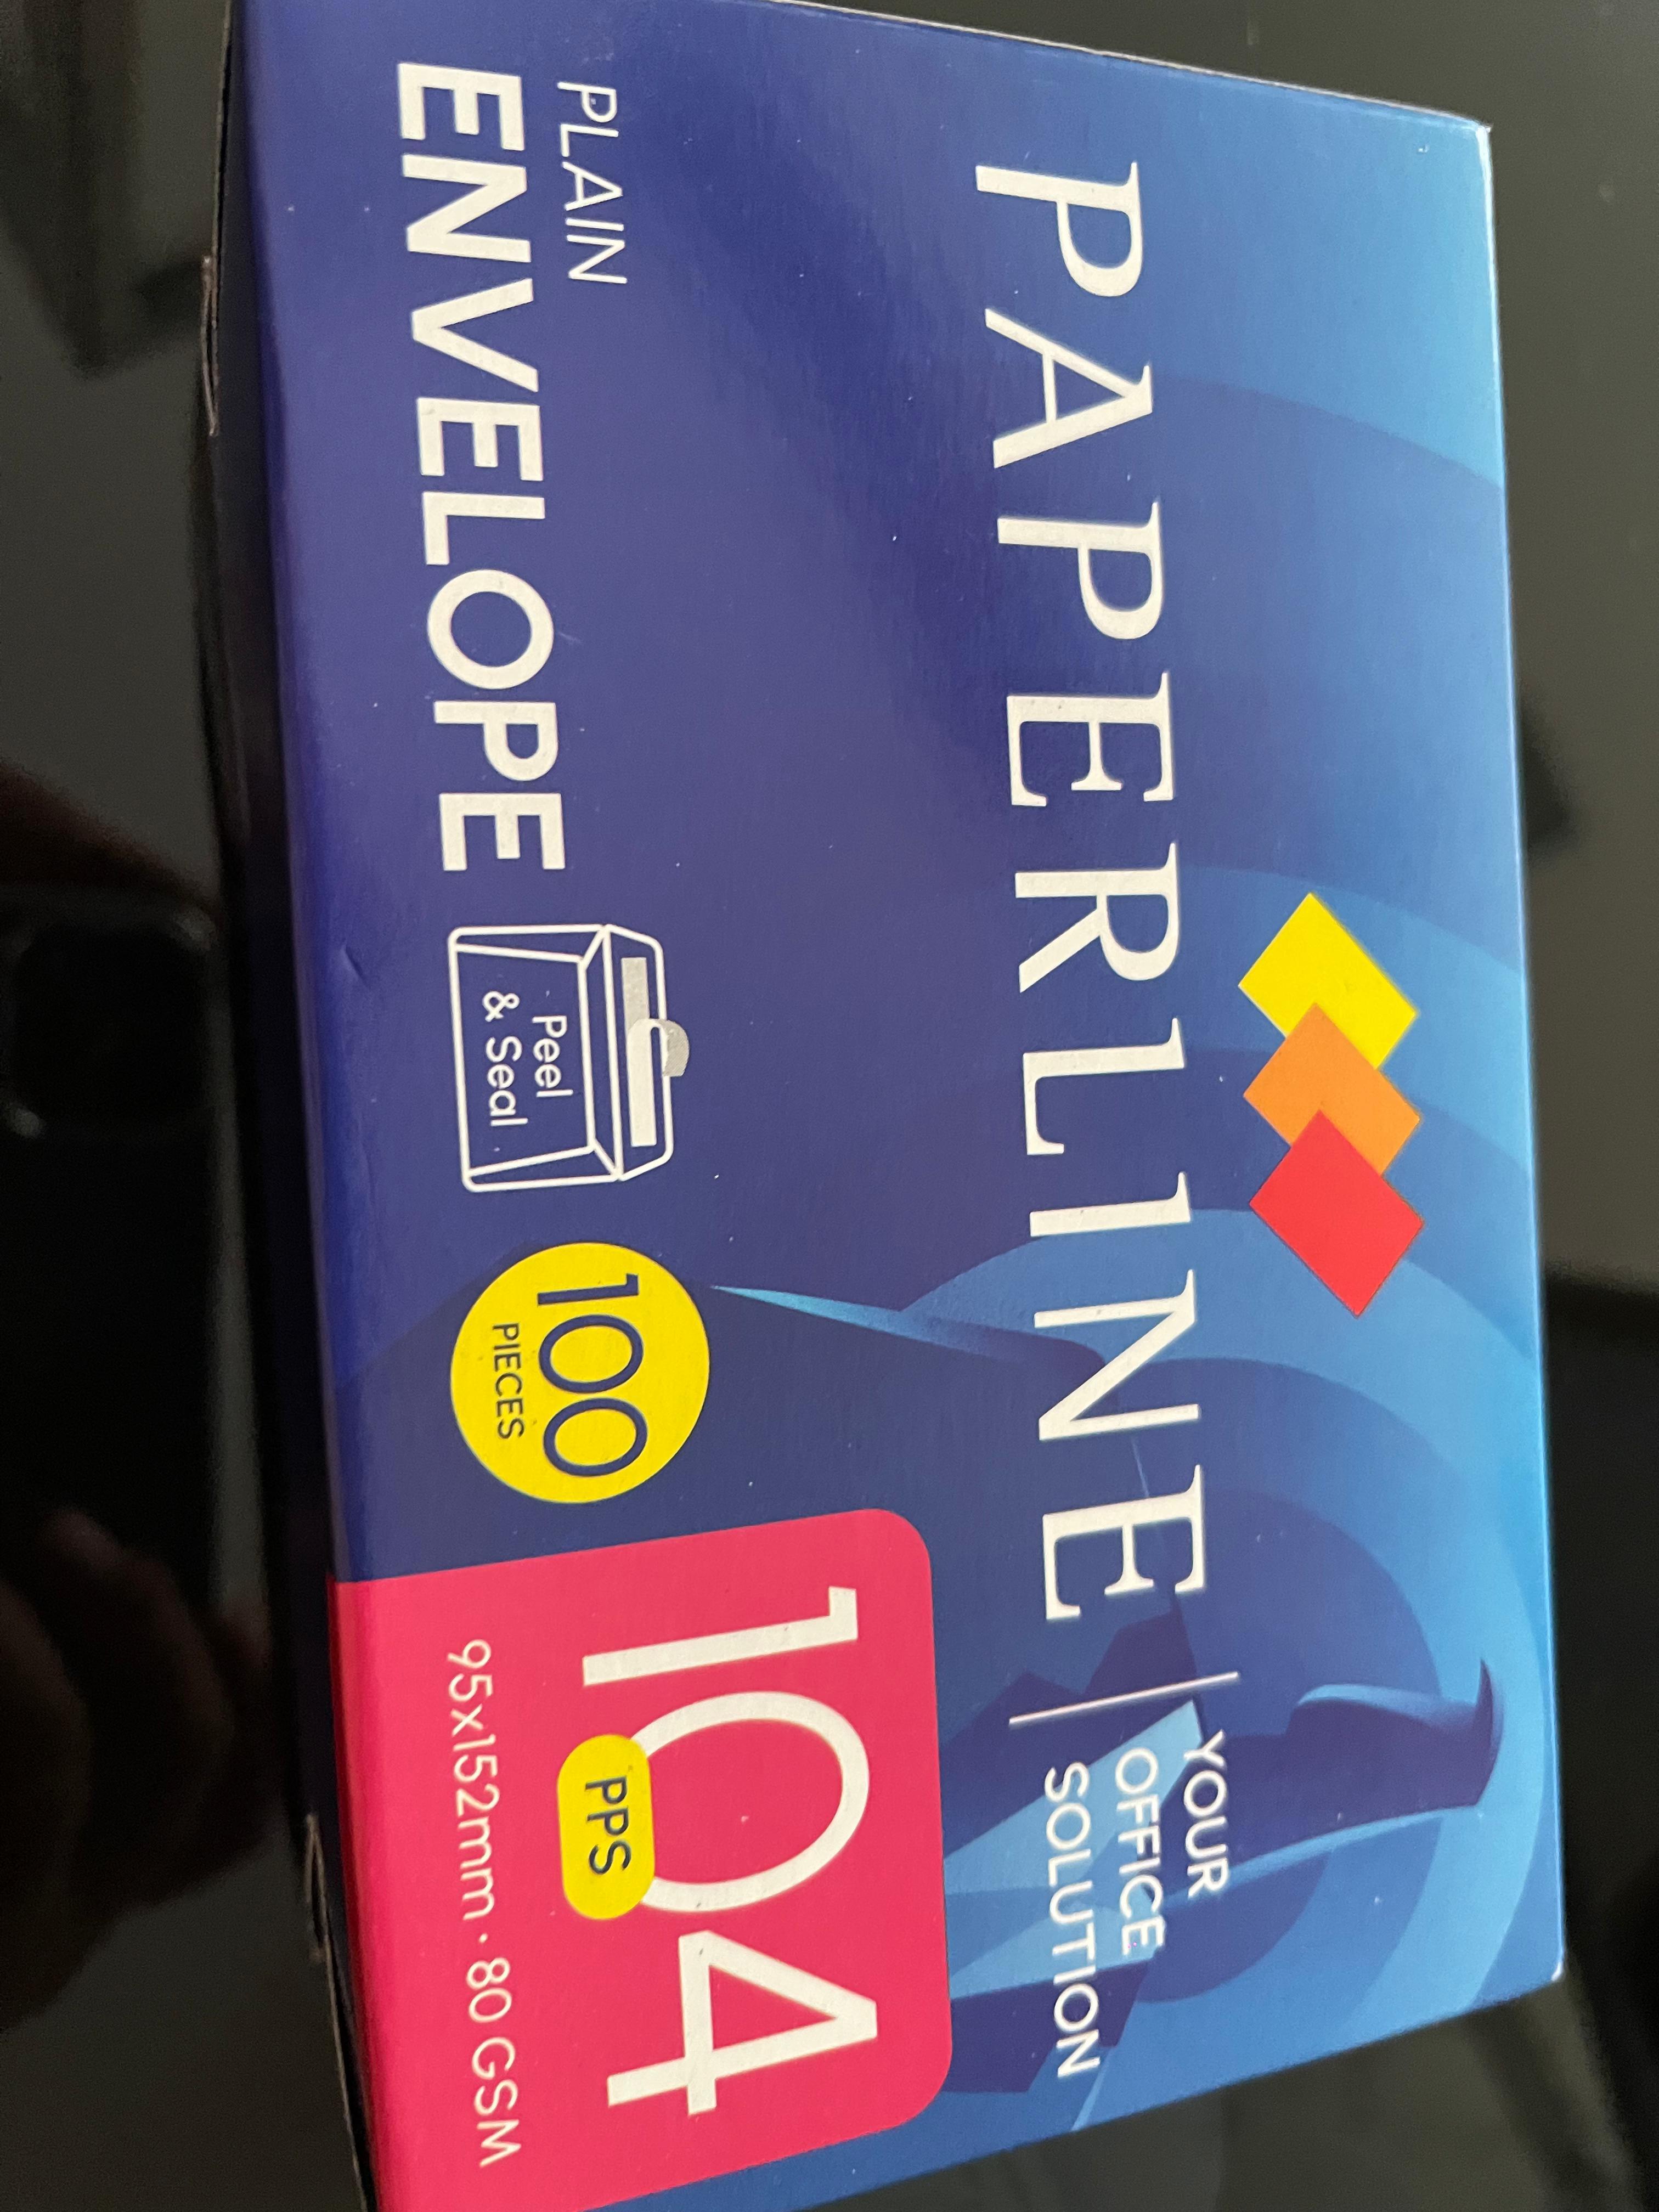 PAPERLINE
YOUR
OFFICE
SOLUTION
PLAIN
ENVELOPE
Peel
& Seal
100
PIECES
104
PPS
95x152mm · 80 GSM